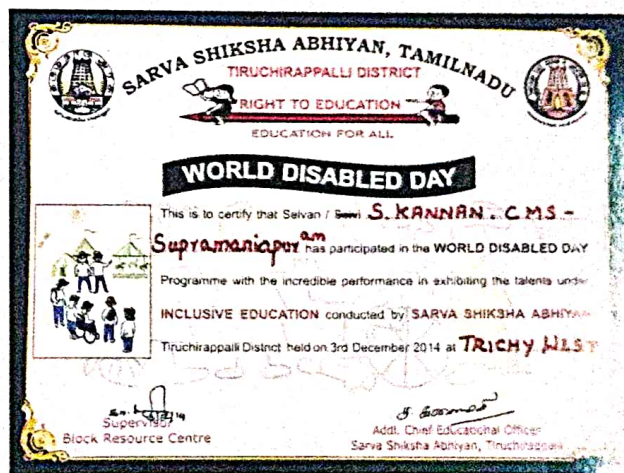 SARVA SHIKSHA ABHIYAN, TAMILNADU
TIRUCHIRAPPALLI DISTRICT
RIGHT TO EDUCATION
EDUCATION FOR ALL
WORLD DISABLED DAY
This is to certify that Selvan / Selvi S. KANNAN. CMS -
Supramaniapuram has participated in the WORLD DISABLED DAY
Programme with the incredible performance in exhibiting the talents under
INCLUSIVE EDUCATION conducted by SARVA SHIKSHA ABHIYAN
Tiruchirappalli District held on 3rd December 2014 at TRICHY WEST
Supervisor
Block Resource Centre
Addl. Chief Educational Officer
Sarva Shiksha Abhiyan, Tiruchirappalli